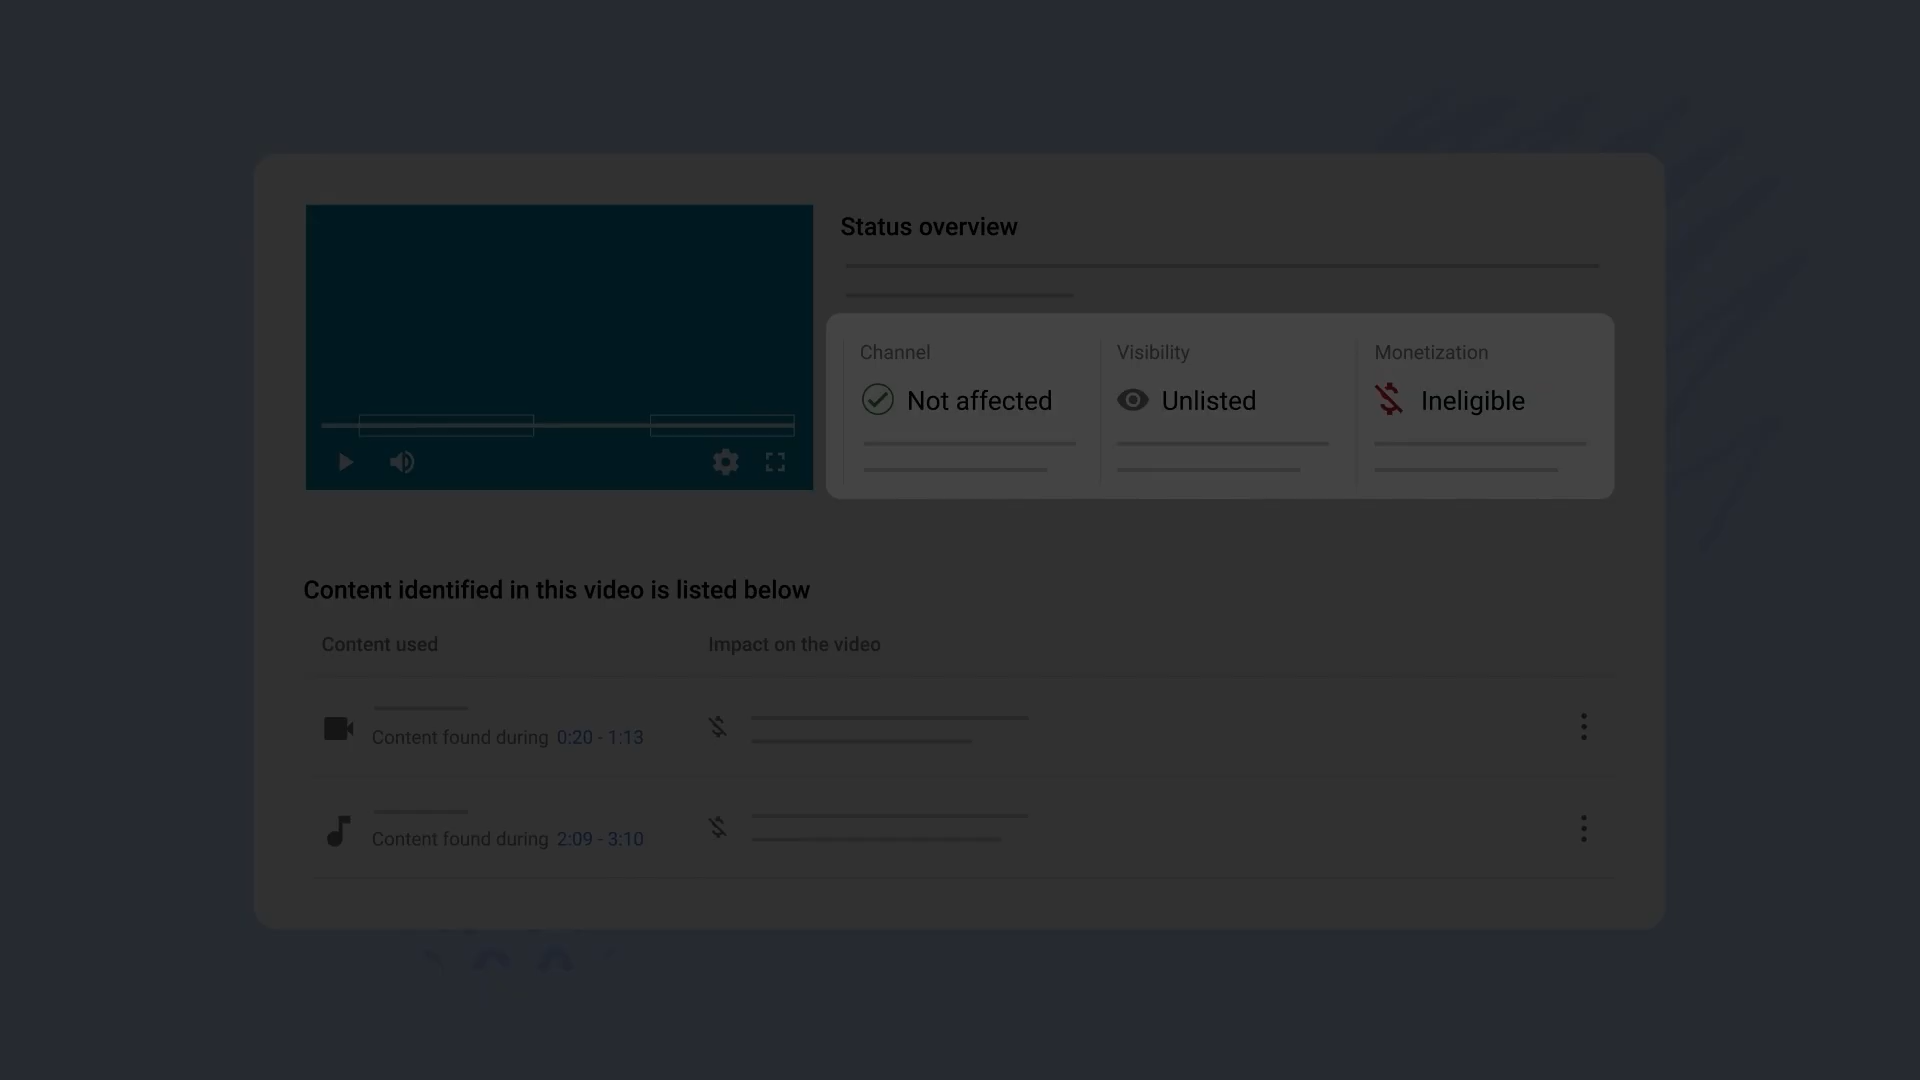 Status overview
Channel
Visibility
Monetization
Not affected
Unlisted
Ineligible
Content identified in this video is listed below
Content used
Impact on the video
Content found during 0:20 - 1:13
Content found during 2:09 - 3:10